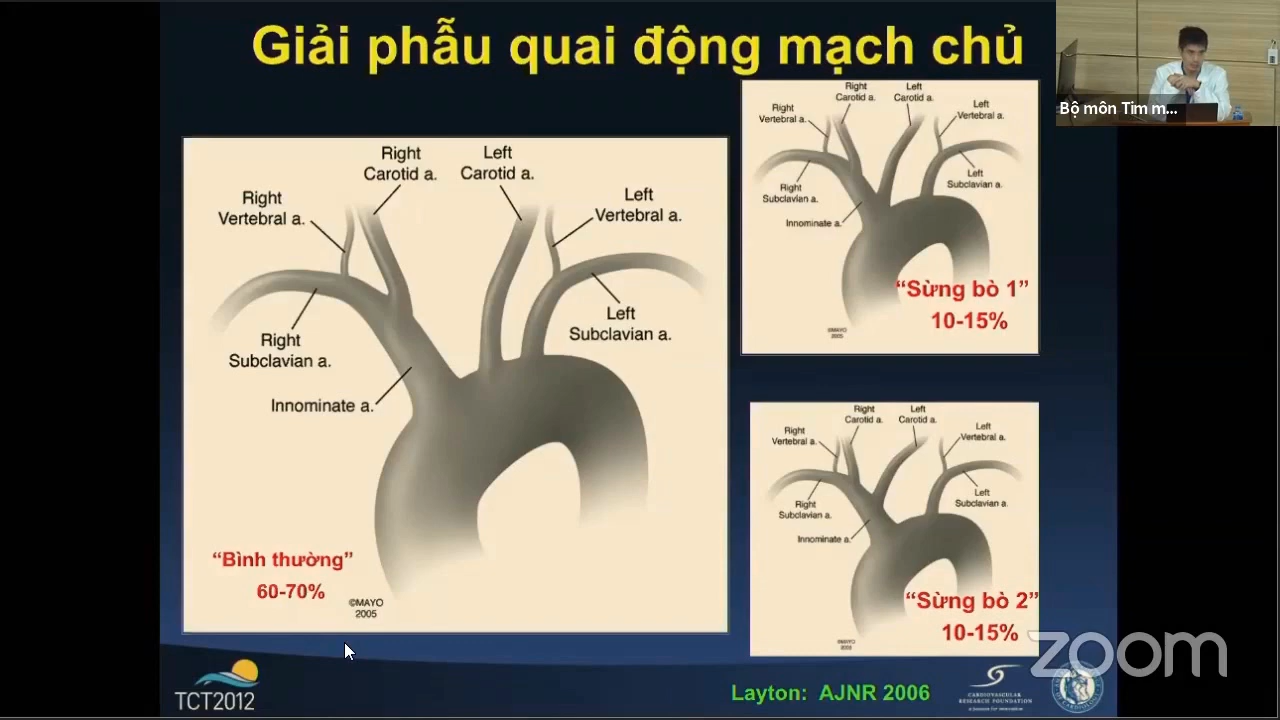 Giải phẫu quai động mạch chủ
Right
Carotid a.
Left
Carotid a.
Right
Vertebral a.
Left
Vertebral a.
Right
Subclavian a.
Left
Subclavian a.
Innominate a.
“Bình thường”
60-70%
©MAYO
2005
Right
Carotid a.
Left
Carotid a.
Right
Vertebral a.
Left
Vertebral a.
Right
Subclavian a.
Left
Subclavian a.
Innominate a.
“Sừng bò 1”
10-15%
©MAYO
2005
Right
Carotid a.
Left
Carotid a.
Right
Vertebral a.
Left
Vertebral a.
Right
Subclavian a.
Left
Subclavian a.
Innominate a.
“Sừng bò 2”
10-15%
Bộ môn Tim m...
zoom
TCT2012
Layton: AJNR 2006
CARDIOVASCULAR
RESEARCH FOUNDATION